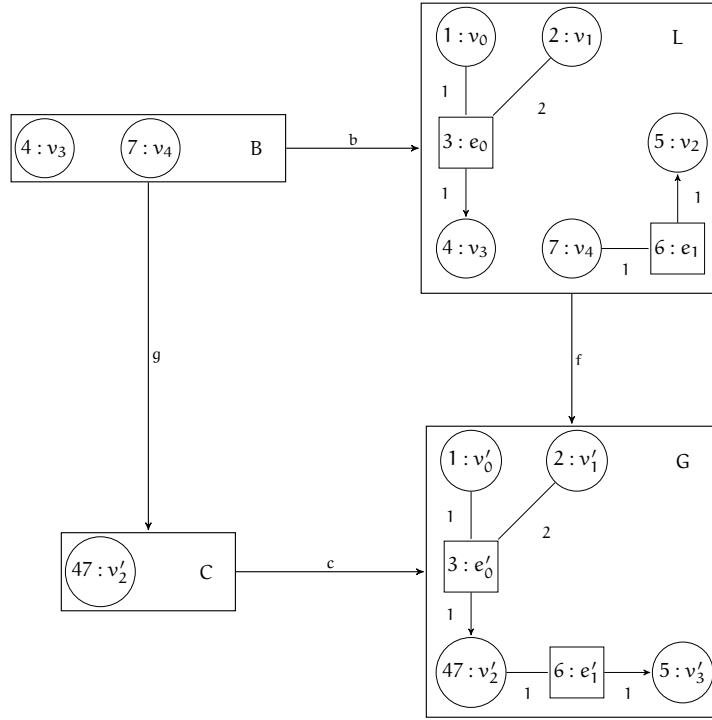 1 : v₀ 2 : v₁ L
1 2
4 : v₃ 7 : v₄ B b 3 : e₀ 5 : v₂
1 1
4 : v₃ 7 : v₄ 1 6 : e₁
g f
1 : v′₀ 2 : v′₁ G
1 2
47 : v′₂ C c 3 : e′₀
1
47 : v′₂ 1 6 : e′₁ 1 5 : v′₃